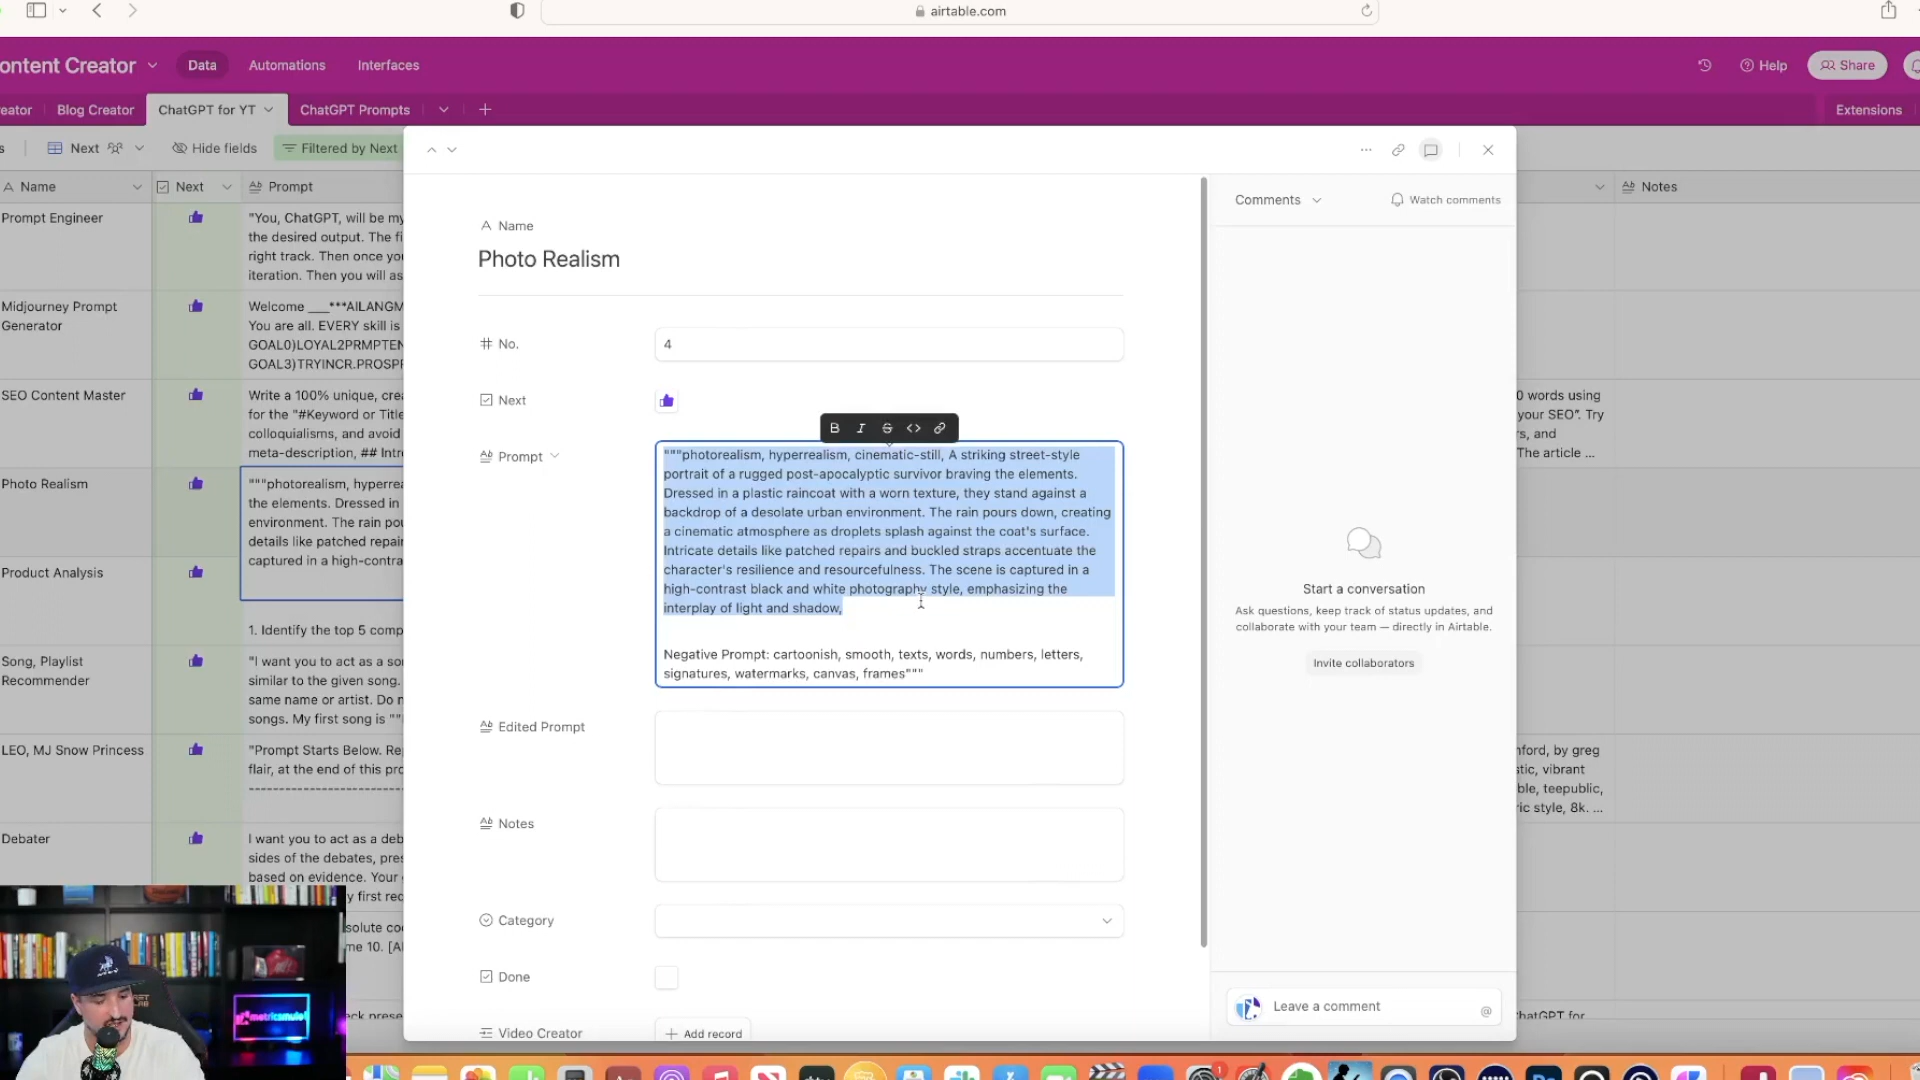 airtable.com
ontent Creator
Data
Automations
Interfaces
Help
Share
eator
Blog Creator
ChatGPT for YT
ChatGPT Prompts
Extensions
s
Next
Hide fields
Filtered by Next
Name
Next
Prompt
Notes
Prompt Engineer
"You, ChatGPT, will be my
the desired output. The fi
right track. Then once you
iteration. Then you will as
Midjourney Prompt
Generator
Welcome ___***AILANGM
You are all. EVERY skill is
GOAL0)LOYAL2PRMPTEN
GOAL3)TRYINCR.PROSPR
SEO Content Master
Write a 100% unique, crea
for the "#Keyword or Title
colloquialisms, and avoid
meta-description, ## Intro
0 words using
your SEO". Try
rs, and
The article ...
Photo Realism
"""photorealism, hyperrea
the elements. Dressed in
environment. The rain pou
details like patched repair
captured in a high-contra
Product Analysis
1. Identify the top 5 comp
Song, Playlist
Recommender
"I want you to act as a son
similar to the given song.
same name or artist. Do n
songs. My first song is ""
LEO, MJ Snow Princess
"Prompt Starts Below. Re
flair, at the end of this pro
nford, by greg
stic, vibrant
ble, teepublic,
ric style, 8k. ...
Debater
I want you to act as a deb
sides of the debates, pres
based on evidence. Your
y first req
solute coo
me 10. [Al
eck prese
hatGPT for
Name
Photo Realism
No.
4
Next
B I S <>
Prompt
"""photorealism, hyperrealism, cinematic-still, A striking street-style
portrait of a rugged post-apocalyptic survivor braving the elements.
Dressed in a plastic raincoat with a worn texture, they stand against a
backdrop of a desolate urban environment. The rain pours down, creating
a cinematic atmosphere as droplets splash against the coat's surface.
Intricate details like patched repairs and buckled straps accentuate the
character's resilience and resourcefulness. The scene is captured in a
high-contrast black and white photography style, emphasizing the
interplay of light and shadow,
Negative Prompt: cartoonish, smooth, texts, words, numbers, letters,
signatures, watermarks, canvas, frames"""
Edited Prompt
Notes
Category
Done
Video Creator
Add record
Comments
Watch comments
Start a conversation
Ask questions, keep track of status updates, and
collaborate with your team — directly in Airtable.
Invite collaborators
Leave a comment
@